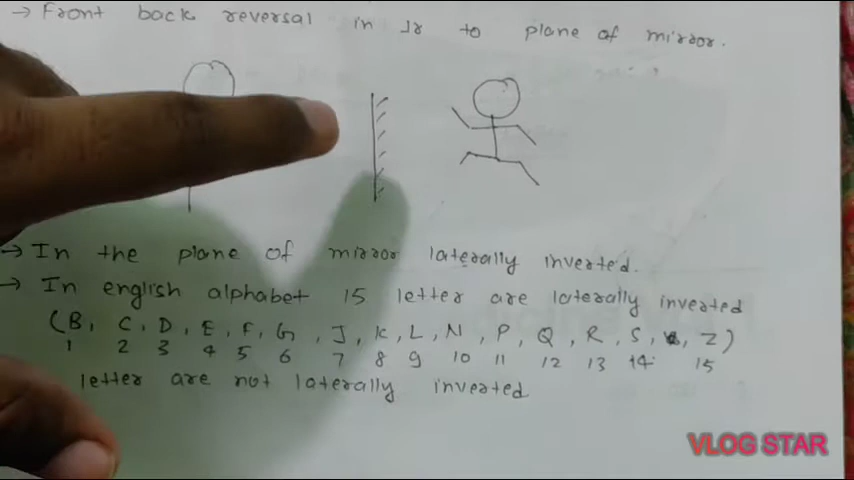 → Front back reversal in ⊥r to plane of mirror.
→ In the plane of mirror laterally inverted.
→ In english alphabet 15 letter are laterally inverted
(B, C, D, E, F, G, J, K, L, N, P, Q, R, S, Z)
1 2 3 4 5 6 7 8 9 10 11 12 13 14 15
letter are not laterally inverted
VLOG STAR